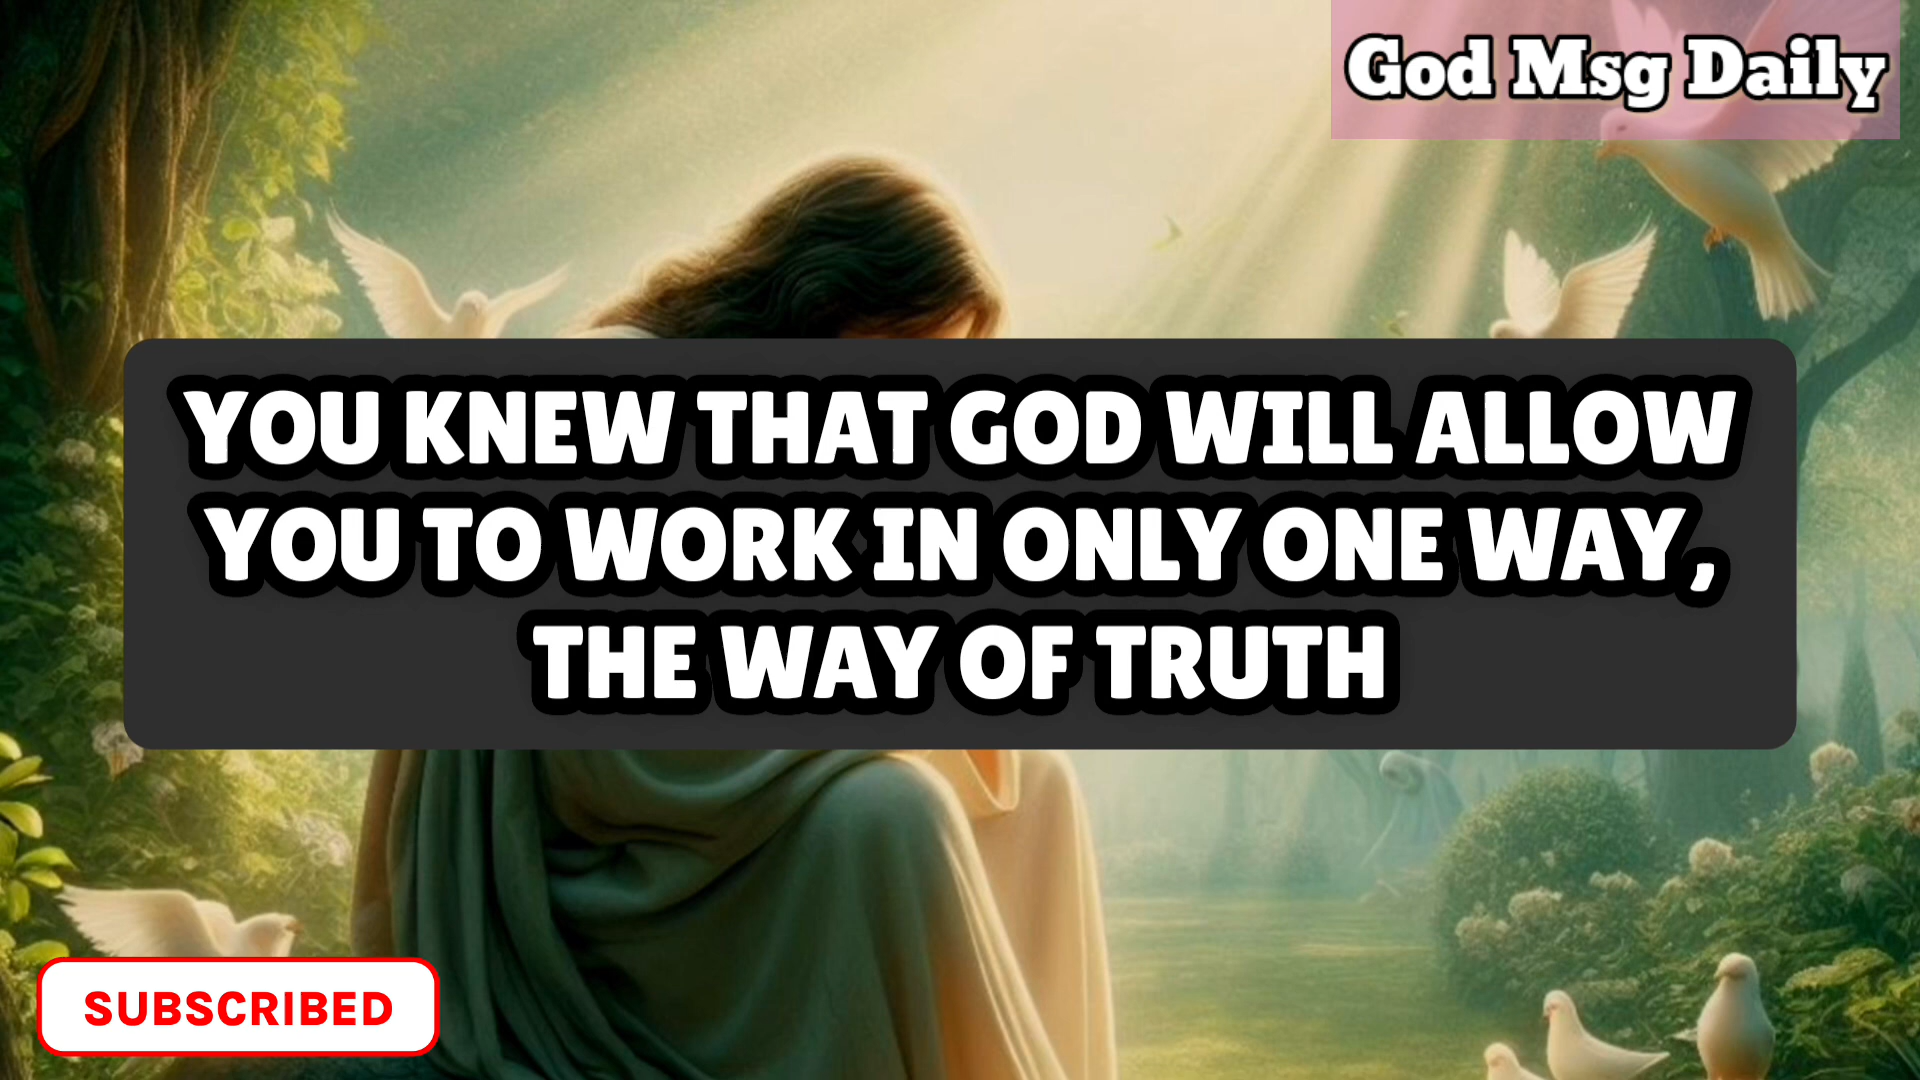 God Msg Daily
YOU KNEW THAT GOD WILL ALLOW
YOU TO WORK IN ONLY ONE WAY,
THE WAY OF TRUTH
SUBSCRIBED